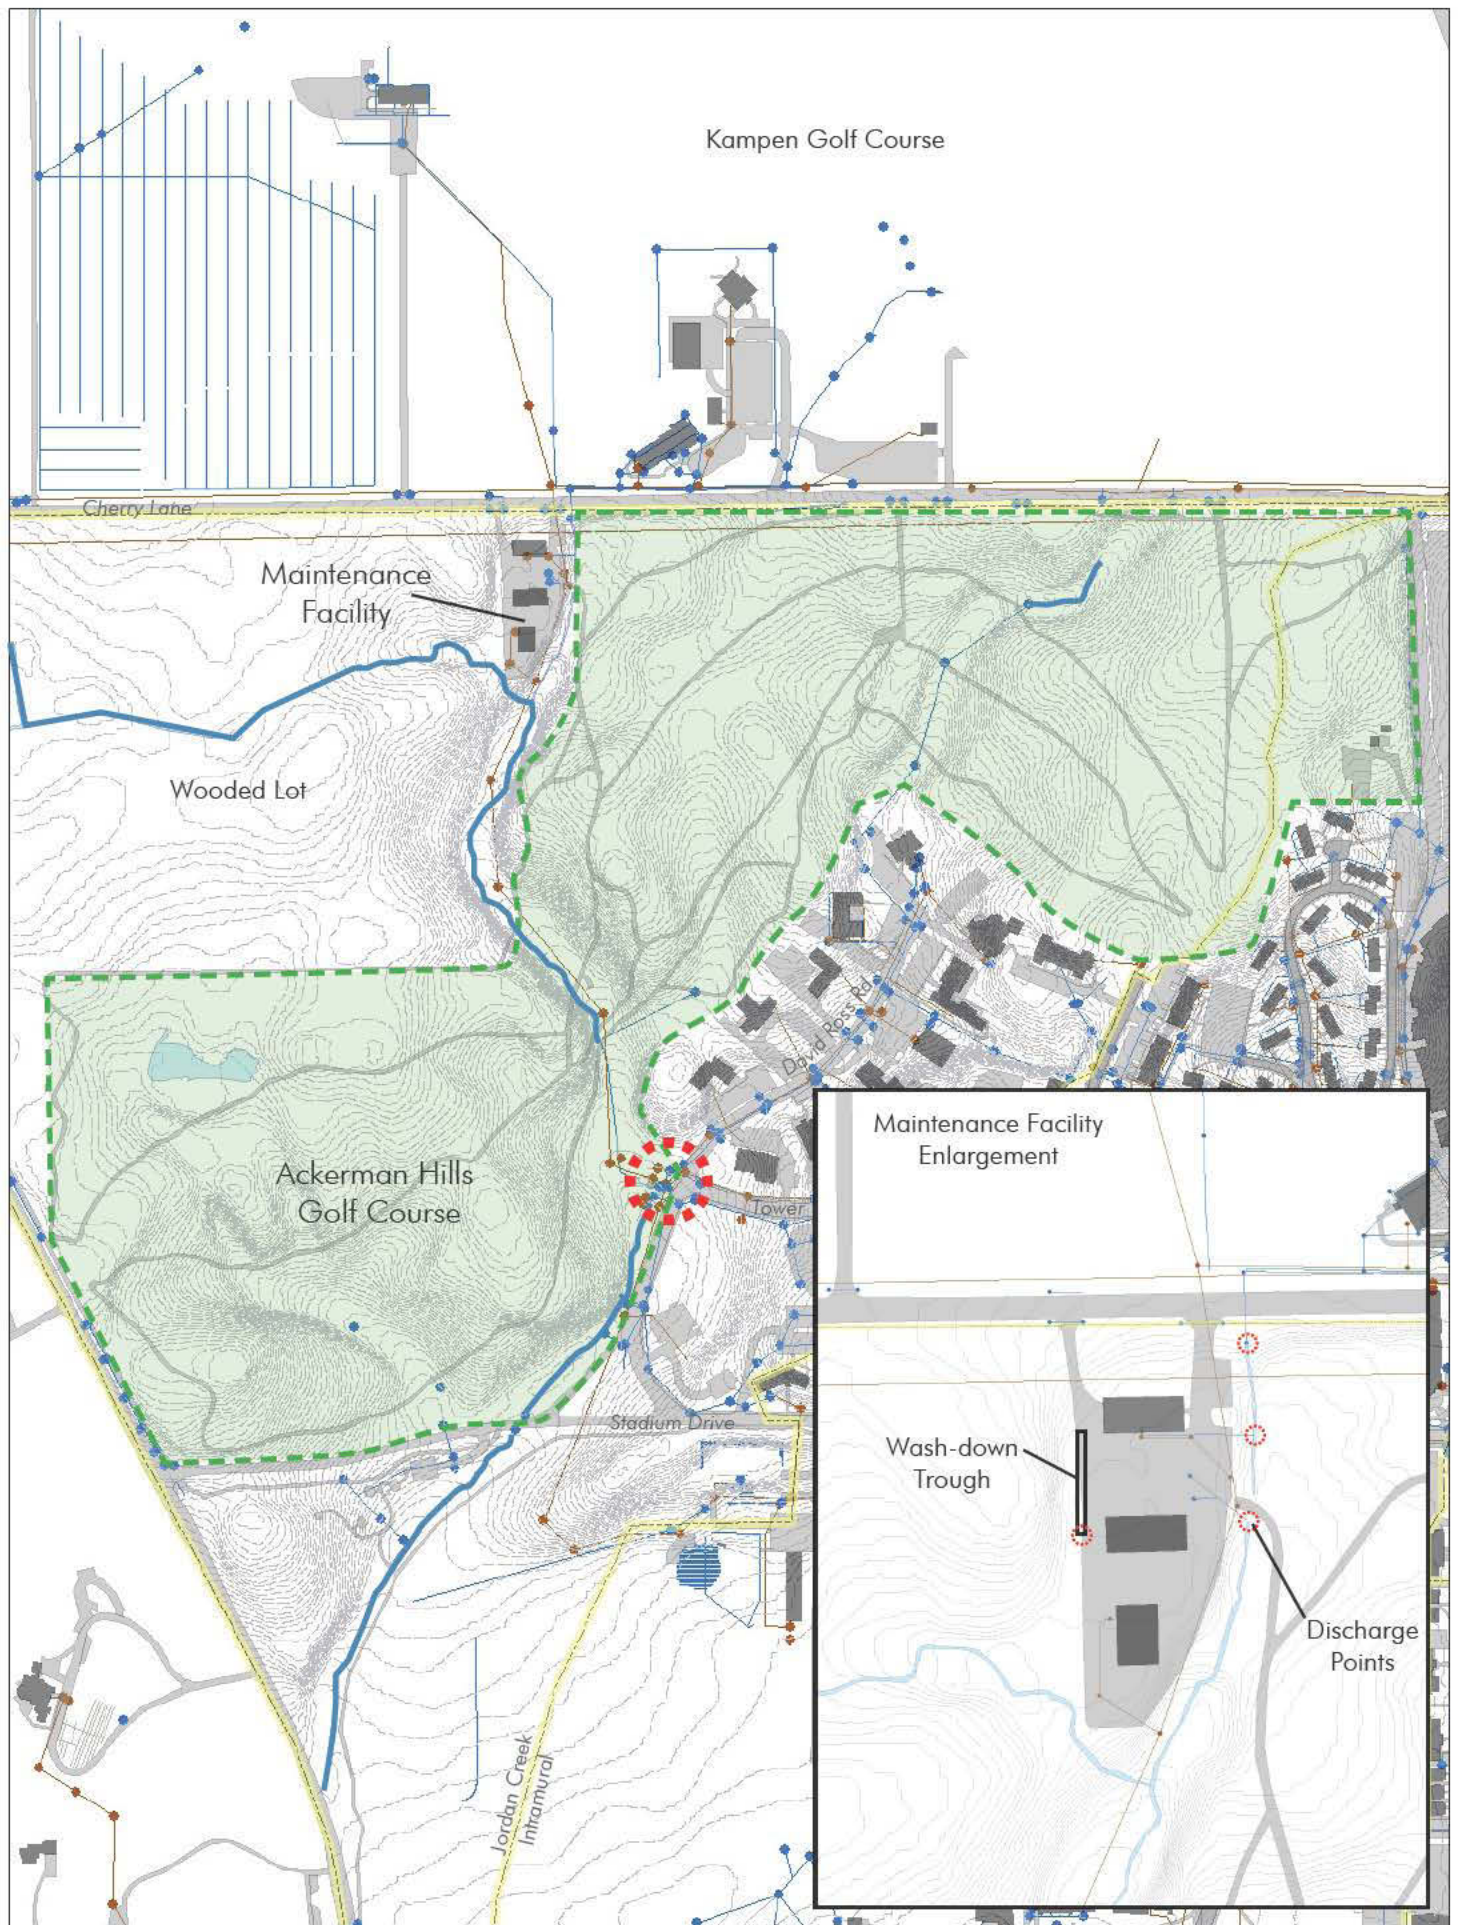 Kampen Golf Course
Cherry Lane
Maintenance
Facility
Wooded Lot
David Ross Rd
Ackerman Hills
Golf Course
Tower
Stadium Drive
Jordan Creek
Intramural
Maintenance Facility
Enlargement
Wash-down
Trough
Discharge
Points